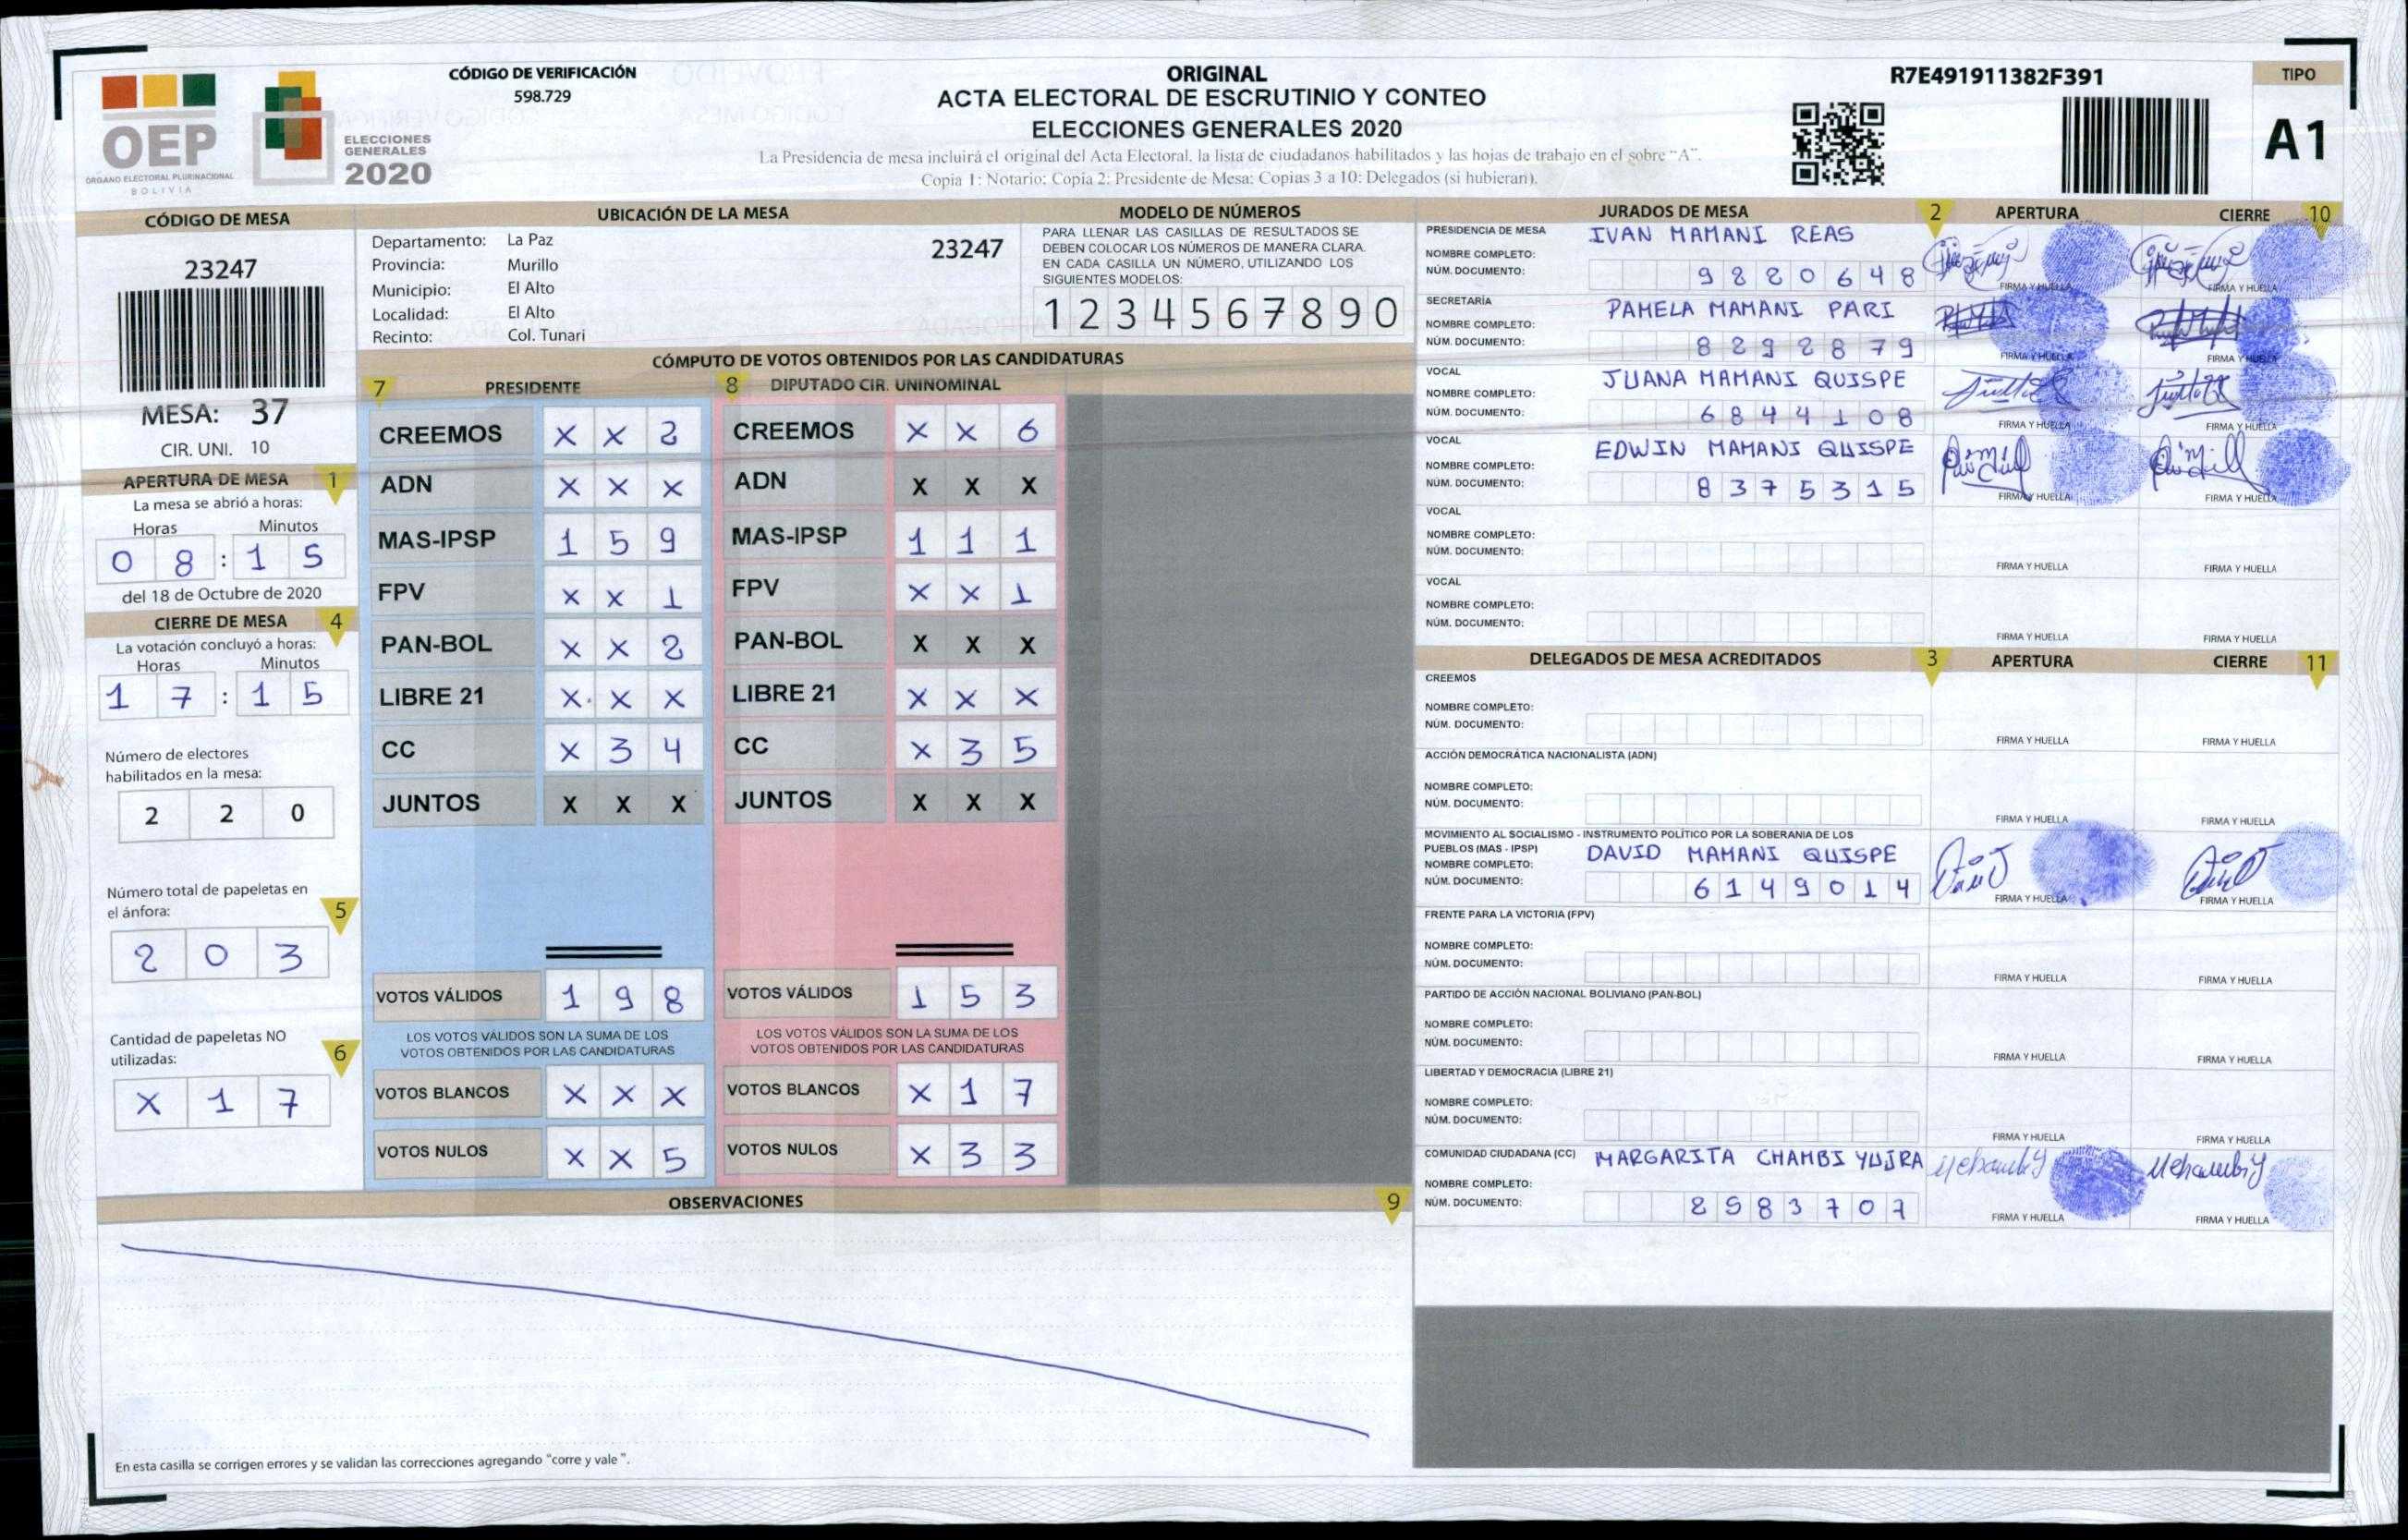 OEP
ÓRGANO ELECTORAL PLURINACIONAL
BOLIVIA
ELECCIONES
GENERALES
2020
CÓDIGO DE VERIFICACIÓN
598.729
ORIGINAL
ACTA ELECTORAL DE ESCRUTINIO Y CONTEO
ELECCIONES GENERALES 2020
La Presidencia de mesa incluirá el original del Acta Electoral, la lista de ciudadanos habilitados y las hojas de trabajo en el sobre "A".
Copia 1: Notario; Copia 2: Presidente de Mesa; Copias 3 a 10: Delegados (si hubieran).
R7E491911382F391
TIPO
A1
CÓDIGO DE MESA
23247
MESA: 37
CIR. UNI. 10
APERTURA DE MESA 1
La mesa se abrió a horas:
Horas Minutos
0 8 : 1 5
del 18 de Octubre de 2020
CIERRE DE MESA 4
La votación concluyó a horas:
Horas Minutos
1 7 : 1 5
Número de electores
habilitados en la mesa:
2 2 0
Número total de papeletas en
el ánfora: 5
2 0 3
Cantidad de papeletas NO
utilizadas: 6
X 1 7
UBICACIÓN DE LA MESA
Departamento: La Paz
Provincia: Murillo
Municipio: El Alto
Localidad: El Alto
Recinto: Col. Tunari
23247
MODELO DE NÚMEROS
PARA LLENAR LAS CASILLAS DE RESULTADOS SE
DEBEN COLOCAR LOS NÚMEROS DE MANERA CLARA.
EN CADA CASILLA UN NÚMERO, UTILIZANDO LOS
SIGUIENTES MODELOS:
1 2 3 4 5 6 7 8 9 0
CÓMPUTO DE VOTOS OBTENIDOS POR LAS CANDIDATURAS
7 PRESIDENTE
CREEMOS X X 2
ADN X X X
MAS-IPSP 1 5 9
FPV X X 1
PAN-BOL X X 2
LIBRE 21 X X X
CC X 3 4
JUNTOS X X X
VOTOS VÁLIDOS 1 9 8
LOS VOTOS VÁLIDOS SON LA SUMA DE LOS
VOTOS OBTENIDOS POR LAS CANDIDATURAS
VOTOS BLANCOS X X X
VOTOS NULOS X X 5
8 DIPUTADO CIR. UNINOMINAL
CREEMOS X X 6
ADN X X X
MAS-IPSP 1 1 1
FPV X X 1
PAN-BOL X X X
LIBRE 21 X X X
CC X 3 5
JUNTOS X X X
VOTOS VÁLIDOS 1 5 3
LOS VOTOS VÁLIDOS SON LA SUMA DE LOS
VOTOS OBTENIDOS POR LAS CANDIDATURAS
VOTOS BLANCOS X 1 7
VOTOS NULOS X 3 3
OBSERVACIONES 9
En esta casilla se corrigen errores y se validan las correcciones agregando "corre y vale".
JURADOS DE MESA 2 APERTURA CIERRE 10
PRESIDENCIA DE MESA IVAN MAMANI REAS
NOMBRE COMPLETO:
NÚM. DOCUMENTO: 9 8 2 0 6 4 8
FIRMA Y HUELLA FIRMA Y HUELLA
SECRETARÍA PAMELA MAMANI PARI
NOMBRE COMPLETO:
NÚM. DOCUMENTO: 8 2 9 2 8 7 9
FIRMA Y HUELLA FIRMA Y HUELLA
VOCAL JUANA MAMANI QUISPE
NOMBRE COMPLETO:
NÚM. DOCUMENTO: 6 8 4 4 1 0 8
FIRMA Y HUELLA FIRMA Y HUELLA
VOCAL EDWIN MAMANI QUISPE
NOMBRE COMPLETO:
NÚM. DOCUMENTO: 8 3 7 5 3 1 5
FIRMA Y HUELLA FIRMA Y HUELLA
VOCAL
NOMBRE COMPLETO:
NÚM. DOCUMENTO:
FIRMA Y HUELLA FIRMA Y HUELLA
VOCAL
NOMBRE COMPLETO:
NÚM. DOCUMENTO:
FIRMA Y HUELLA FIRMA Y HUELLA
DELEGADOS DE MESA ACREDITADOS 3 APERTURA CIERRE 11
CREEMOS
NOMBRE COMPLETO:
NÚM. DOCUMENTO:
FIRMA Y HUELLA FIRMA Y HUELLA
ACCIÓN DEMOCRÁTICA NACIONALISTA (ADN)
NOMBRE COMPLETO:
NÚM. DOCUMENTO:
FIRMA Y HUELLA FIRMA Y HUELLA
MOVIMIENTO AL SOCIALISMO - INSTRUMENTO POLÍTICO POR LA SOBERANIA DE LOS
PUEBLOS (MAS - IPSP) DAVID MAMANI QUISPE
NOMBRE COMPLETO:
NÚM. DOCUMENTO: 6 1 4 9 0 1 4
FIRMA Y HUELLA FIRMA Y HUELLA
FRENTE PARA LA VICTORIA (FPV)
NOMBRE COMPLETO:
NÚM. DOCUMENTO:
FIRMA Y HUELLA FIRMA Y HUELLA
PARTIDO DE ACCIÓN NACIONAL BOLIVIANO (PAN-BOL)
NOMBRE COMPLETO:
NÚM. DOCUMENTO:
FIRMA Y HUELLA FIRMA Y HUELLA
LIBERTAD Y DEMOCRACIA (LIBRE 21)
NOMBRE COMPLETO:
NÚM. DOCUMENTO:
FIRMA Y HUELLA FIRMA Y HUELLA
COMUNIDAD CIUDADANA (CC) MARGARITA CHAMBI YUJRA
NOMBRE COMPLETO:
NÚM. DOCUMENTO: 2 5 8 3 7 0 7
FIRMA Y HUELLA FIRMA Y HUELLA